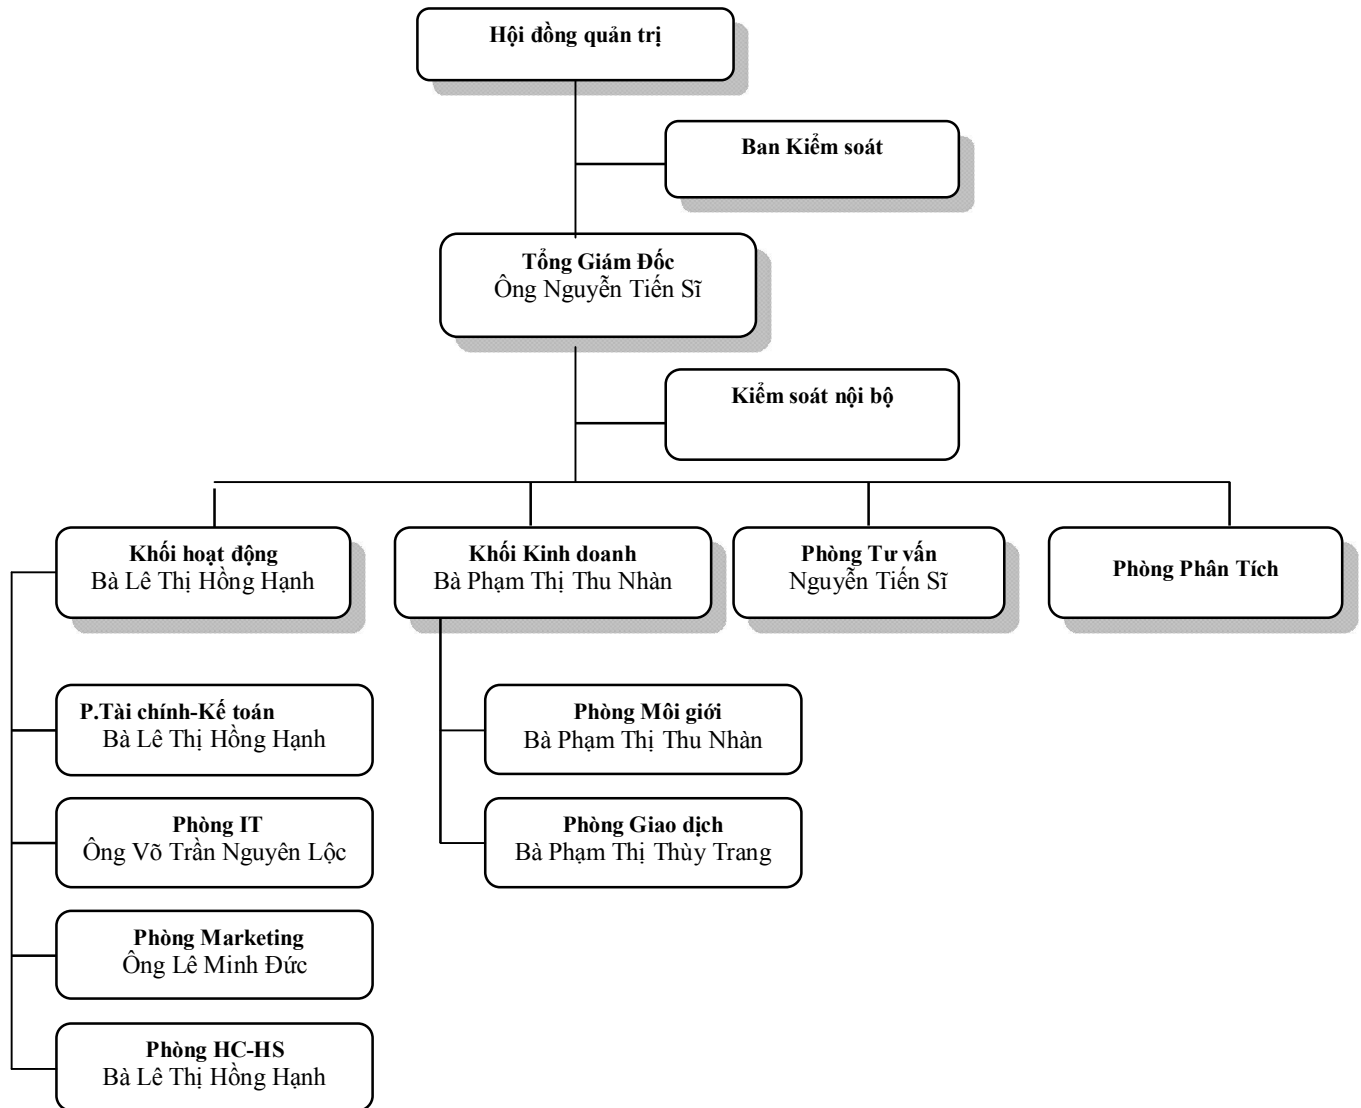 Hội đồng quản trị
Ban Kiểm soát
Tổng Giám Đốc
Ông Nguyễn Tiến Sĩ
Kiểm soát nội bộ
Khối hoạt động
Bà Lê Thị Hồng Hạnh
Khối Kinh doanh
Bà Phạm Thị Thu Nhàn
Phòng Tư vấn
Nguyễn Tiến Sĩ
Phòng Phân Tích
P.Tài chính-Kế toán
Bà Lê Thị Hồng Hạnh
Phòng IT
Ông Võ Trần Nguyên Lộc
Phòng Marketing
Ông Lê Minh Đức
Phòng HC-HS
Bà Lê Thị Hồng Hạnh
Phòng Môi giới
Bà Phạm Thị Thu Nhàn
Phòng Giao dịch
Bà Phạm Thị Thùy Trang